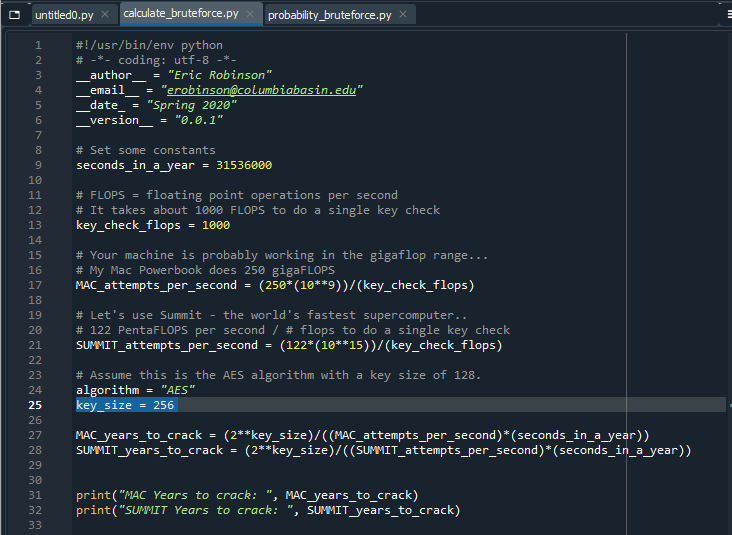 untitled0.py × calculate_bruteforce.py × probability_bruteforce.py ×
1 #!/usr/bin/env python
2 # -*- coding: utf-8 -*-
3 __author__ = "Eric Robinson"
4 __email__ = "erobinson@columbiabasin.edu"
5 __date_ = "Spring 2020"
6 __version__ = "0.0.1"
7
8 # Set some constants
9 seconds_in_a_year = 31536000
10
11 # FLOPS = floating point operations per second
12 # It takes about 1000 FLOPS to do a single key check
13 key_check_flops = 1000
14
15 # Your machine is probably working in the gigaflop range...
16 # My Mac Powerbook does 250 gigaFLOPS
17 MAC_attempts_per_second = (250*(10**9))/(key_check_flops)
18
19 # Let's use Summit - the world's fastest supercomputer..
20 # 122 PentaFLOPS per second / # flops to do a single key check
21 SUMMIT_attempts_per_second = (122*(10**15))/(key_check_flops)
22
23 # Assume this is the AES algorithm with a key size of 128.
24 algorithm = "AES"
25 key_size = 256
26
27 MAC_years_to_crack = (2**key_size)/((MAC_attempts_per_second)*(seconds_in_a_year))
28 SUMMIT_years_to_crack = (2**key_size)/((SUMMIT_attempts_per_second)*(seconds_in_a_year))
29
30
31 print("MAC Years to crack: ", MAC_years_to_crack)
32 print("SUMMIT Years to crack: ", SUMMIT_years_to_crack)
33